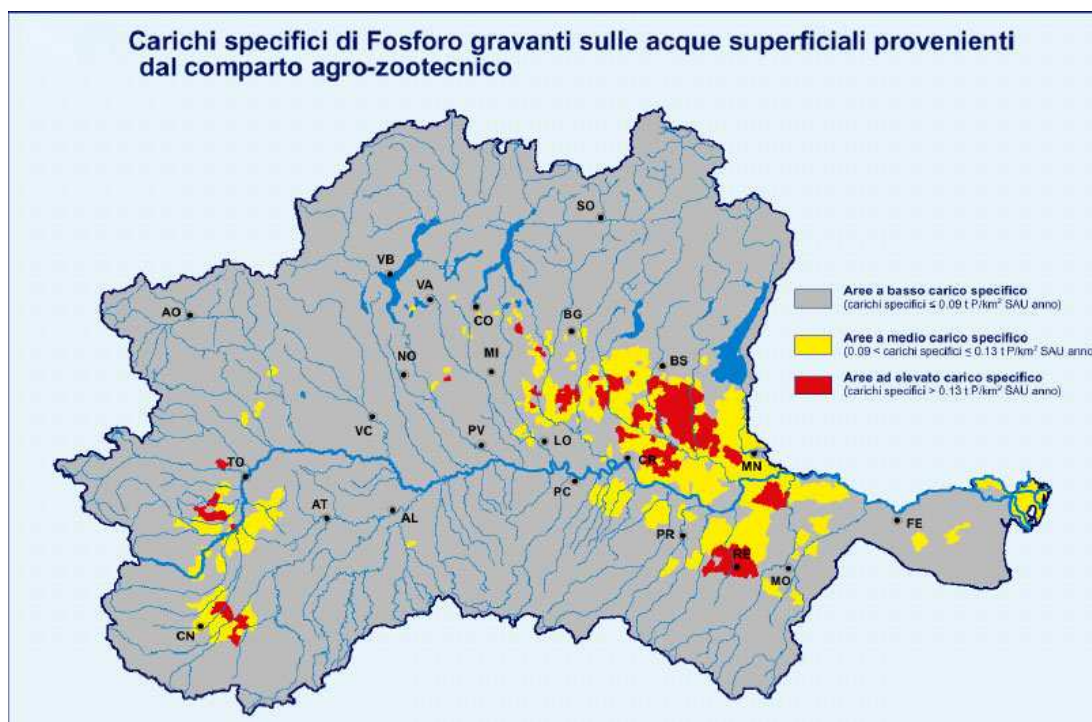 Carichi specifici di Fosforo gravanti sulle acque superficiali provenienti
dal comparto agro-zootecnico
SO
VB
VA
AO
CO
BG
Aree a basso carico specifico
(carichi specifici ≤ 0.09 t P/km² SAU anno)
NO
MI
BS
Aree a medio carico specifico
(0.09 < carichi specifici ≤ 0.13 t P/km² SAU anno
Aree ad elevato carico specifico
(carichi specifici > 0.13 t P/km² SAU anno)
VC
PV
LO
TO
CR
MN
PC
AT
AL
PR
FE
RE
MO
CN